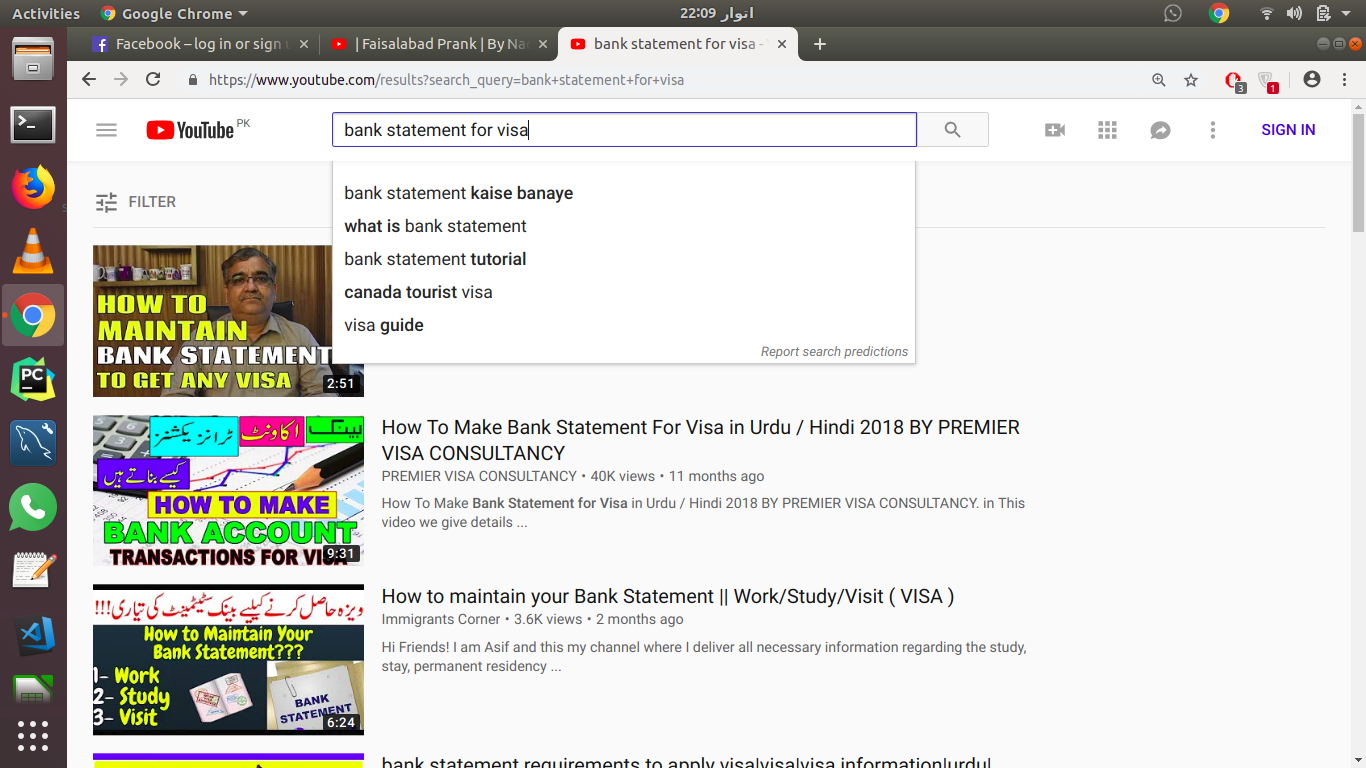 Activities
Google Chrome
22:09 اتوار
Facebook – log in or sign u
| Faisalabad Prank | By Na
bank statement for visa -
https://www.youtube.com/results?search_query=bank+statement+for+visa
3
1
YouTube PK
bank statement for visa
SIGN IN
FILTER
bank statement kaise banaye
what is bank statement
bank statement tutorial
canada tourist visa
visa guide
Report search predictions
HOW TO
MAINTAIN
BANK STATEMENT
TO GET ANY VISA
2:51
بینک اکاونٹ ٹرانزیکشنز
کیسے بناتے ہیں
HOW TO MAKE
BANK ACCOUNT
TRANSACTIONS FOR VISA
9:31
How To Make Bank Statement For Visa in Urdu / Hindi 2018 BY PREMIER
VISA CONSULTANCY
PREMIER VISA CONSULTANCY • 40K views • 11 months ago
How To Make Bank Statement for Visa in Urdu / Hindi 2018 BY PREMIER VISA CONSULTANCY. in This
video we give details ...
ویزہ حاصل کرنے کیلیے بینک سٹیٹمینٹ کی تیاری!!!
How to Maintain Your
Bank Statement???
1- Work
2- Study
3- Visit
BANK
STATEMENT
6:24
How to maintain your Bank Statement || Work/Study/Visit ( VISA )
Immigrants Corner • 3.6K views • 2 months ago
Hi Friends! I am Asif and this my channel where I deliver all necessary information regarding the study,
stay, permanent residency ...
bank statement requirements to apply visa|visa|visa information|urdu|
PC